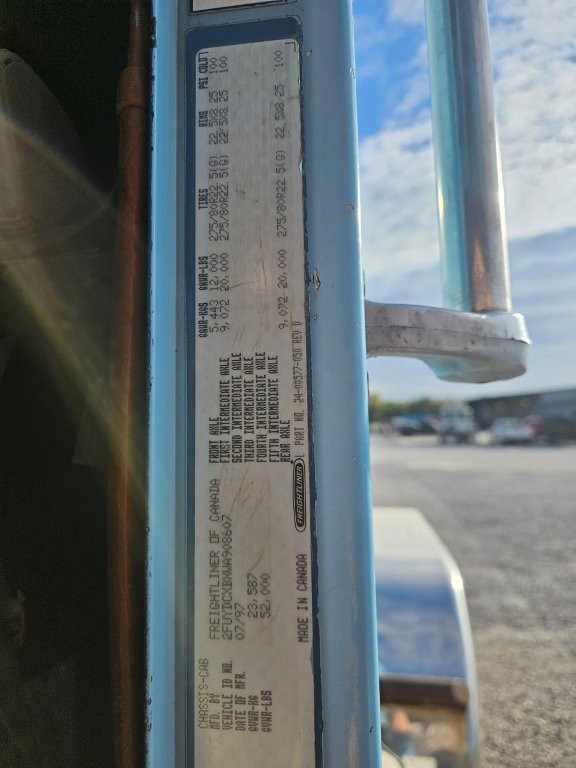 CHASSIS-CAB
MFD. BY FREIGHTLINER OF CANADA
VEHICLE ID NO. 2FUYDCXBXWA908607
DATE OF MFR. 07/97
GVWR-KG 23,587
GVWR-LBS 52,000
GAWR-KGS GAWR-LBS TIRES RIMS PSI COLD
FRONT AXLE 5,443 12,000 275/80R22.5(G) 22.5X8.25 100
FIRST INTERMEDIATE AXLE 9,072 20,000 275/80R22.5(G) 22.5X8.25 100
SECOND INTERMEDIATE AXLE
THIRD INTERMEDIATE AXLE
FOURTH INTERMEDIATE AXLE
FIFTH INTERMEDIATE AXLE
REAR AXLE 9,072 20,000 275/80R22.5(G) 22.5X8.25 100
MADE IN CANADA FREIGHTLINER L PART NO. 24-00577-050 REV D